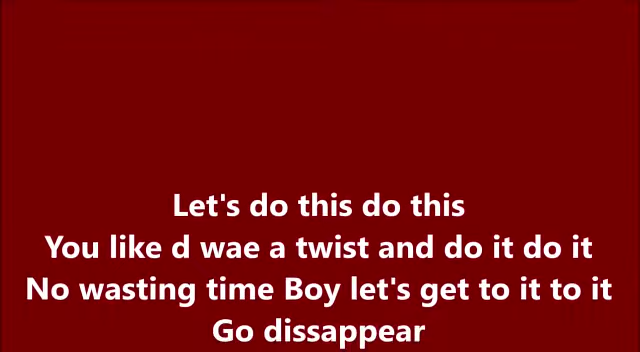 Let's do this do this
You like d wae a twist and do it do it
No wasting time Boy let's get to it to it
Go dissappear